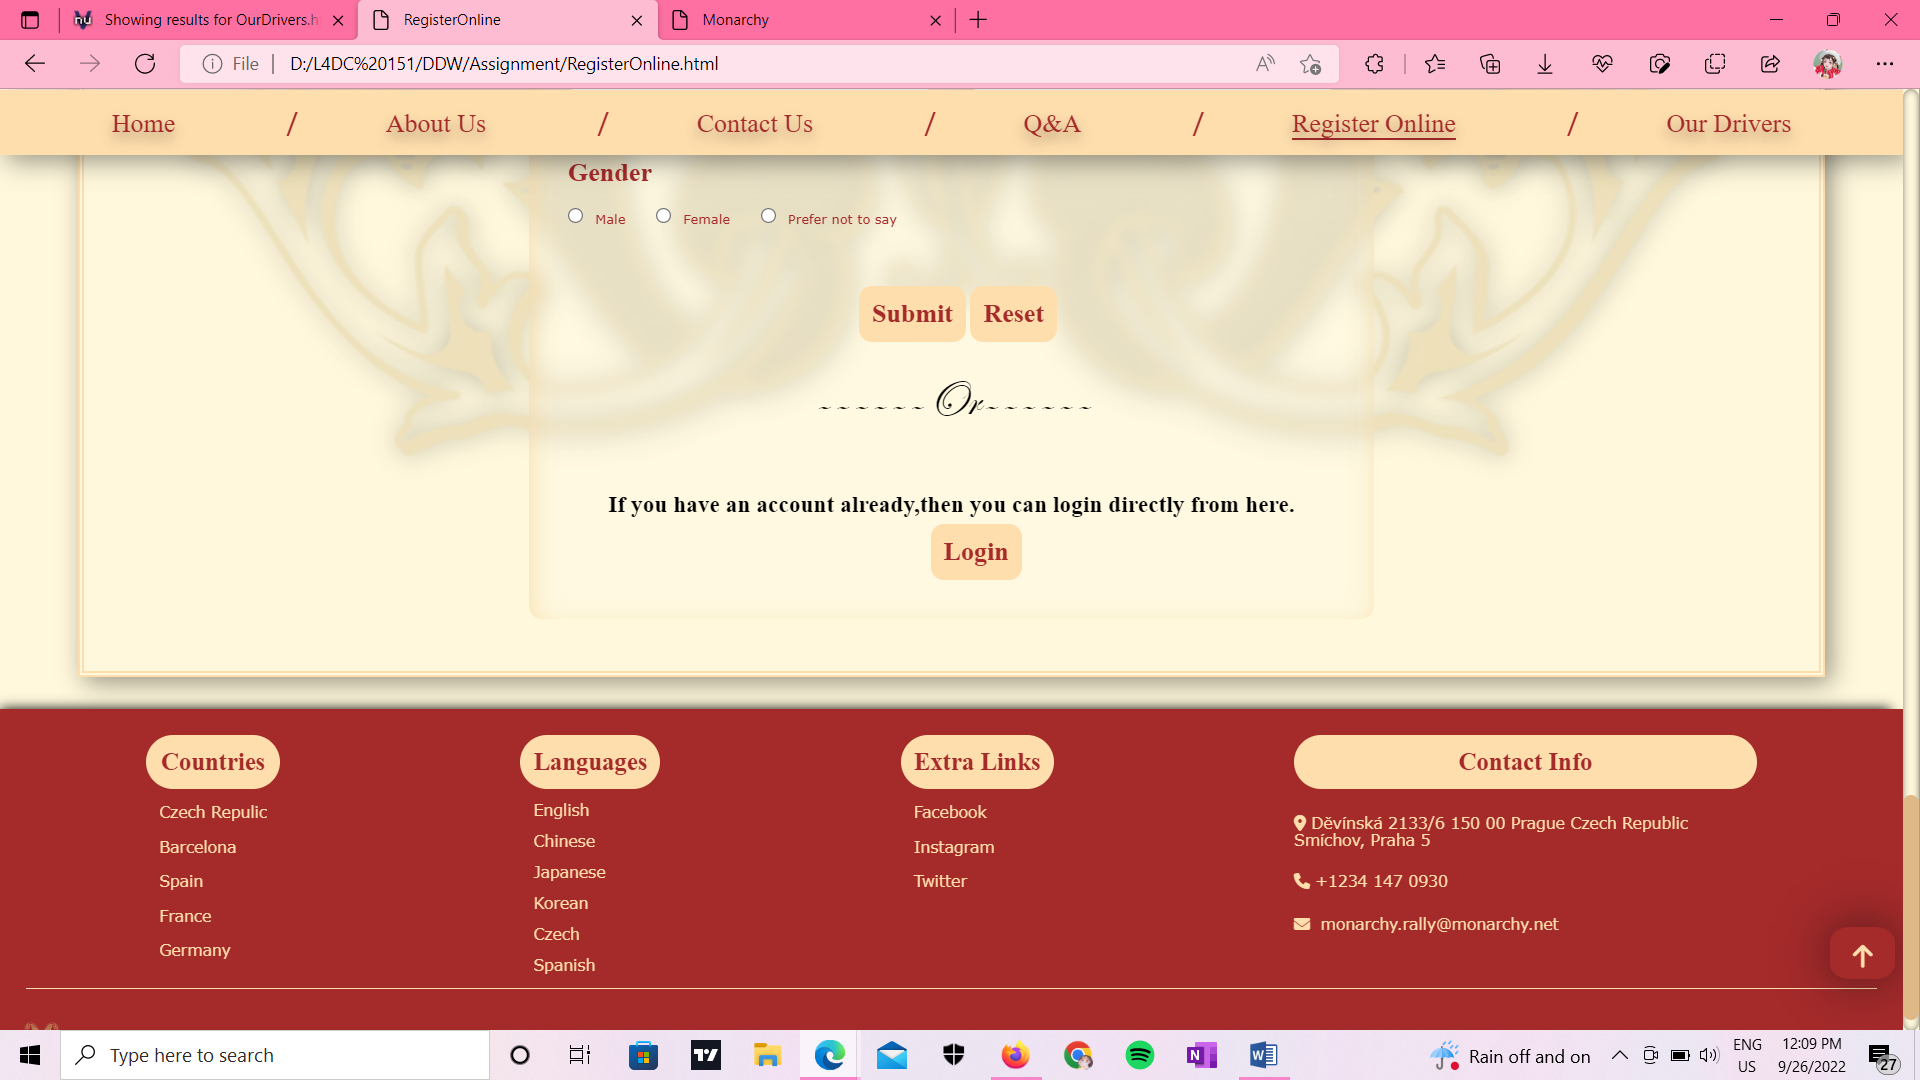 Showing results for OurDrivers.h
RegisterOnline
Monarchy
File
D:/L4DC%20151/DDW/Assignment/RegisterOnline.html
Home / About Us / Contact Us / Q&A / Register Online / Our Drivers
Gender
Male Female Prefer not to say
Submit Reset
------ Or------
If you have an account already,then you can login directly from here.
Login
Countries
Czech Repulic
Barcelona
Spain
France
Germany
Languages
English
Chinese
Japanese
Korean
Czech
Spanish
Extra Links
Facebook
Instagram
Twitter
Contact Info
Děvínská 2133/6 150 00 Prague Czech Republic
Smíchov, Praha 5
+1234 147 0930
monarchy.rally@monarchy.net
Type here to search
Rain off and on
ENG
US
12:09 PM
9/26/2022
27